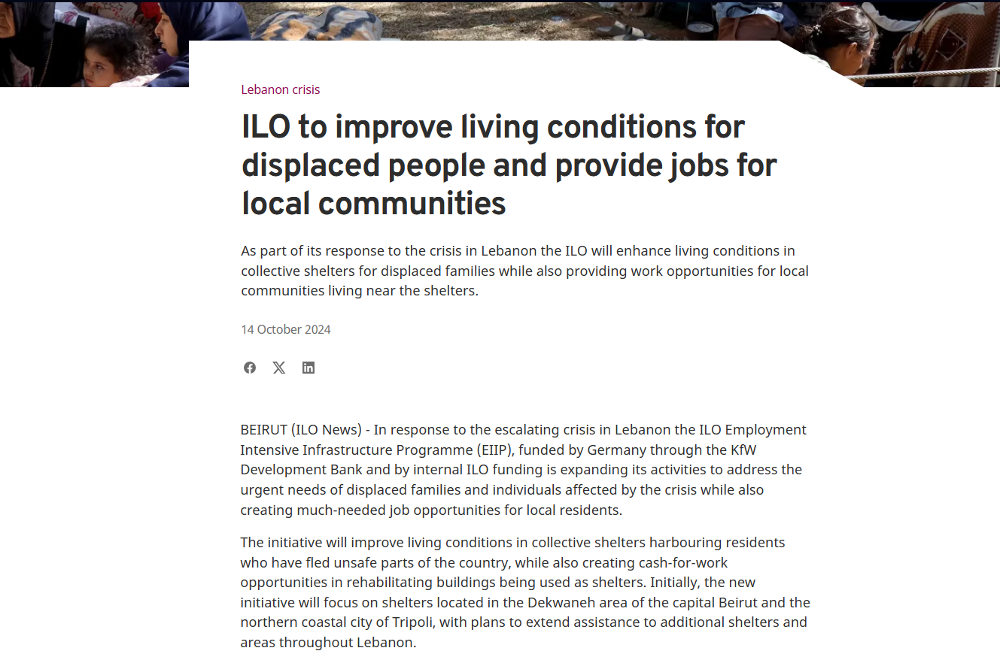 Lebanon crisis
ILO to improve living conditions for
displaced people and provide jobs for
local communities
As part of its response to the crisis in Lebanon the ILO will enhance living conditions in
collective shelters for displaced families while also providing work opportunities for local
communities living near the shelters.
14 October 2024
BEIRUT (ILO News) - In response to the escalating crisis in Lebanon the ILO Employment
Intensive Infrastructure Programme (EIIP), funded by Germany through the KfW
Development Bank and by internal ILO funding is expanding its activities to address the
urgent needs of displaced families and individuals affected by the crisis while also
creating much-needed job opportunities for local residents.
The initiative will improve living conditions in collective shelters harbouring residents
who have fled unsafe parts of the country, while also creating cash-for-work
opportunities in rehabilitating buildings being used as shelters. Initially, the new
initiative will focus on shelters located in the Dekwaneh area of the capital Beirut and the
northern coastal city of Tripoli, with plans to extend assistance to additional shelters and
areas throughout Lebanon.